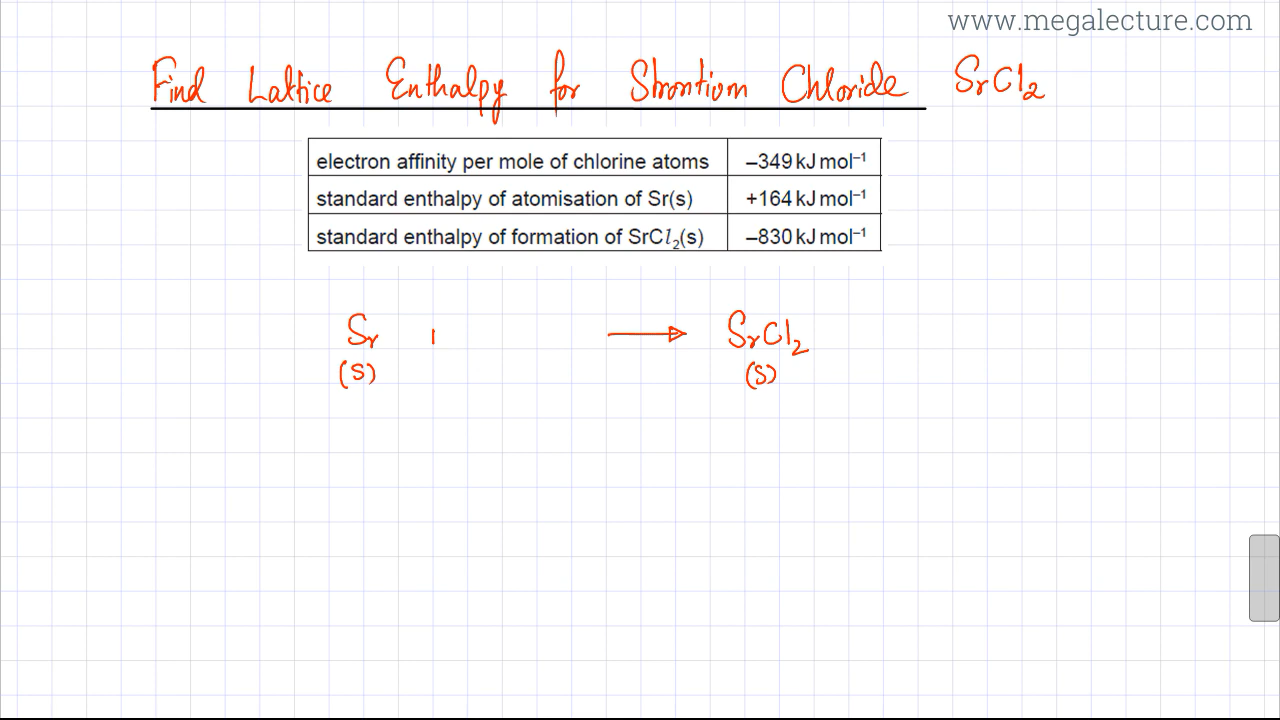 www.megalecture.com
Find Lattice Enthalpy for Strontium Chloride SrCl₂
electron affinity per mole of chlorine atoms –349 kJ mol⁻¹
standard enthalpy of atomisation of Sr(s) +164 kJ mol⁻¹
standard enthalpy of formation of SrCl₂(s) –830 kJ mol⁻¹
Sr ı → SrCl₂
(s) (s)